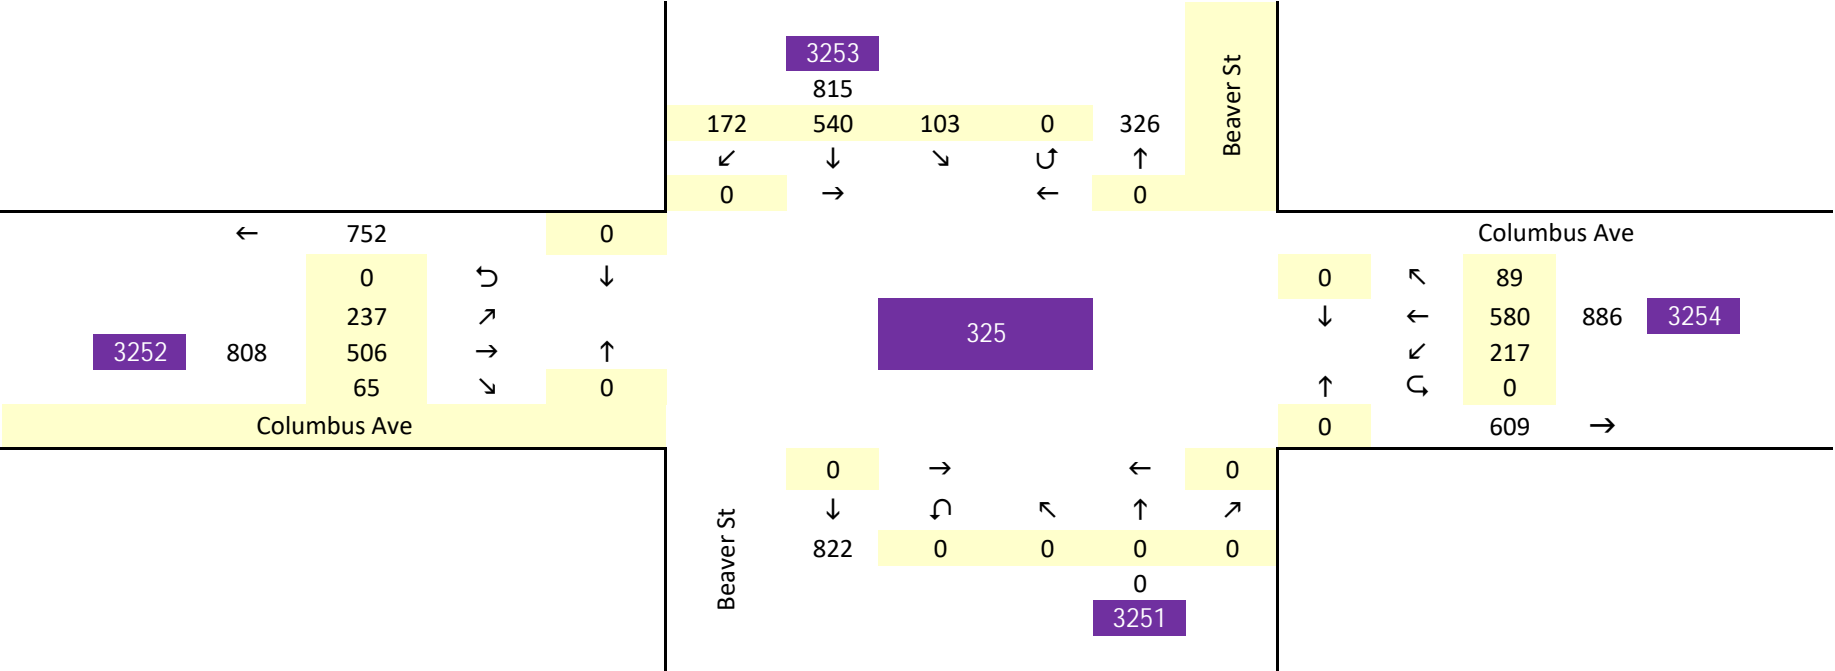 3253
815
172 540 103 0 326
↙ ↓ ↘ ⮍ ↑
0 → ← 0
Beaver St
← 752 0
Columbus Ave
0 ⮌ ↓
0 ↖ 89
237 ↗
325
↓ ← 580 886 3254
3252 808 506 → ↑
↙ 217
65 ↘ 0
↑ ⮎ 0
Columbus Ave
0 609 →
0 → ← 0
Beaver St
↓ ⮏ ↖ ↑ ↗
822 0 0 0 0
0
3251